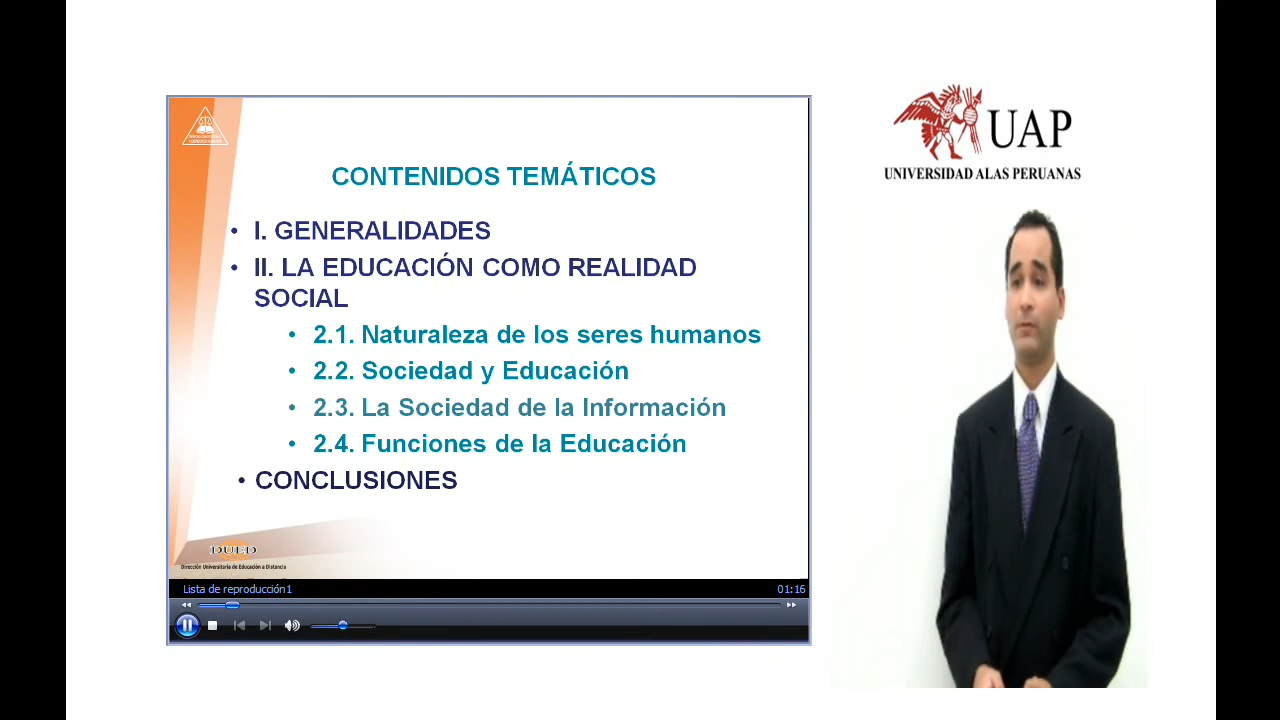 CONTENIDOS TEMÁTICOS
• I. GENERALIDADES
• II. LA EDUCACIÓN COMO REALIDAD
SOCIAL
• 2.1. Naturaleza de los seres humanos
• 2.2. Sociedad y Educación
• 2.3. La Sociedad de la Información
• 2.4. Funciones de la Educación
• CONCLUSIONES
DUED
Dirección Universitaria de Educación a Distancia
Lista de reproducción1
01:16
UAP
UNIVERSIDAD ALAS PERUANAS